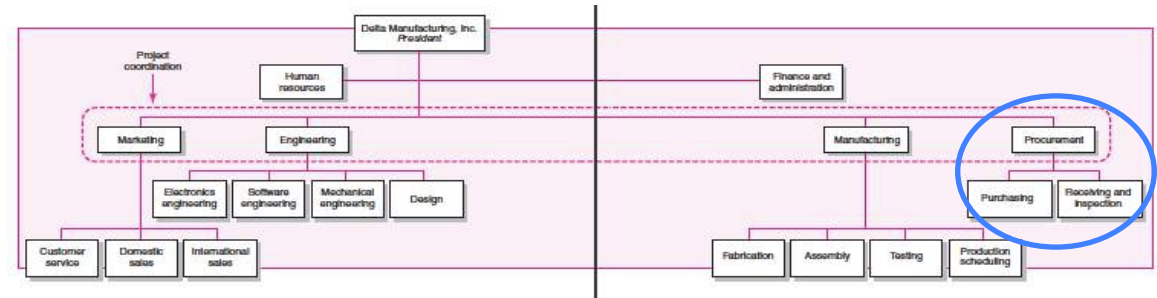 Delta Manufacturing, Inc.
President
Project
coordination
Human
resources
Finance and
administration
Marketing
Engineering
Manufacturing
Procurement
Electronics
engineering
Software
engineering
Mechanical
engineering
Design
Purchasing
Receiving and
inspection
Customer
service
Domestic
sales
International
sales
Fabrication
Assembly
Testing
Production
scheduling